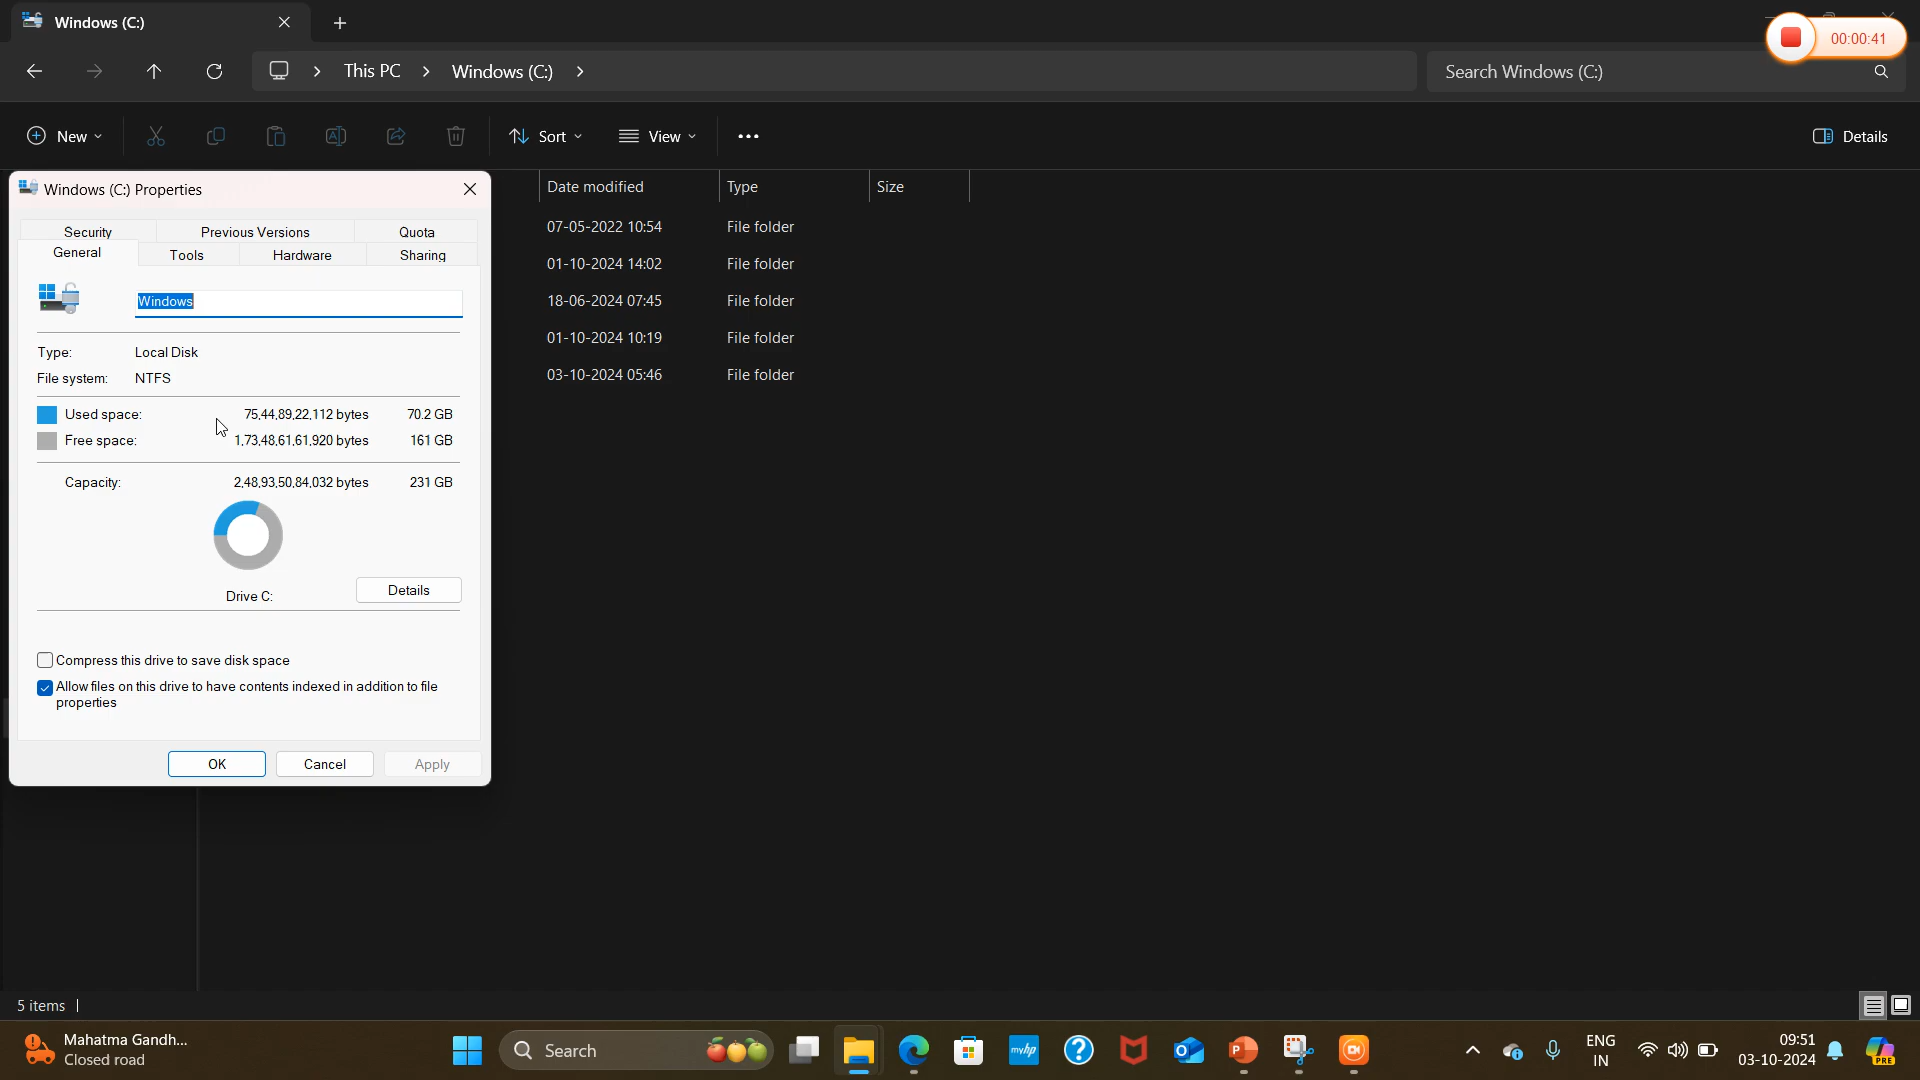 Windows (C:)
00:00:41
This PC
Windows (C:)
Search Windows (C:)
New
Sort
View
Details
Windows (C:) Properties
Date modified
Type
Size
Security
Previous Versions
Quota
General
Tools
Hardware
Sharing
07-05-2022 10:54
File folder
01-10-2024 14:02
File folder
18-06-2024 07:45
File folder
01-10-2024 10:19
File folder
03-10-2024 05:46
File folder
Windows
Type:
Local Disk
File system:
NTFS
Used space:
75,44,89,22,112 bytes
70.2 GB
Free space:
1,73,48,61,61,920 bytes
161 GB
Capacity:
2,48,93,50,84,032 bytes
231 GB
Drive C:
Details
Compress this drive to save disk space
Allow files on this drive to have contents indexed in addition to file
properties
OK
Cancel
Apply
5 items
Mahatma Gandh...
Closed road
Search
myhp
ENG
IN
09:51
03-10-2024
PRE